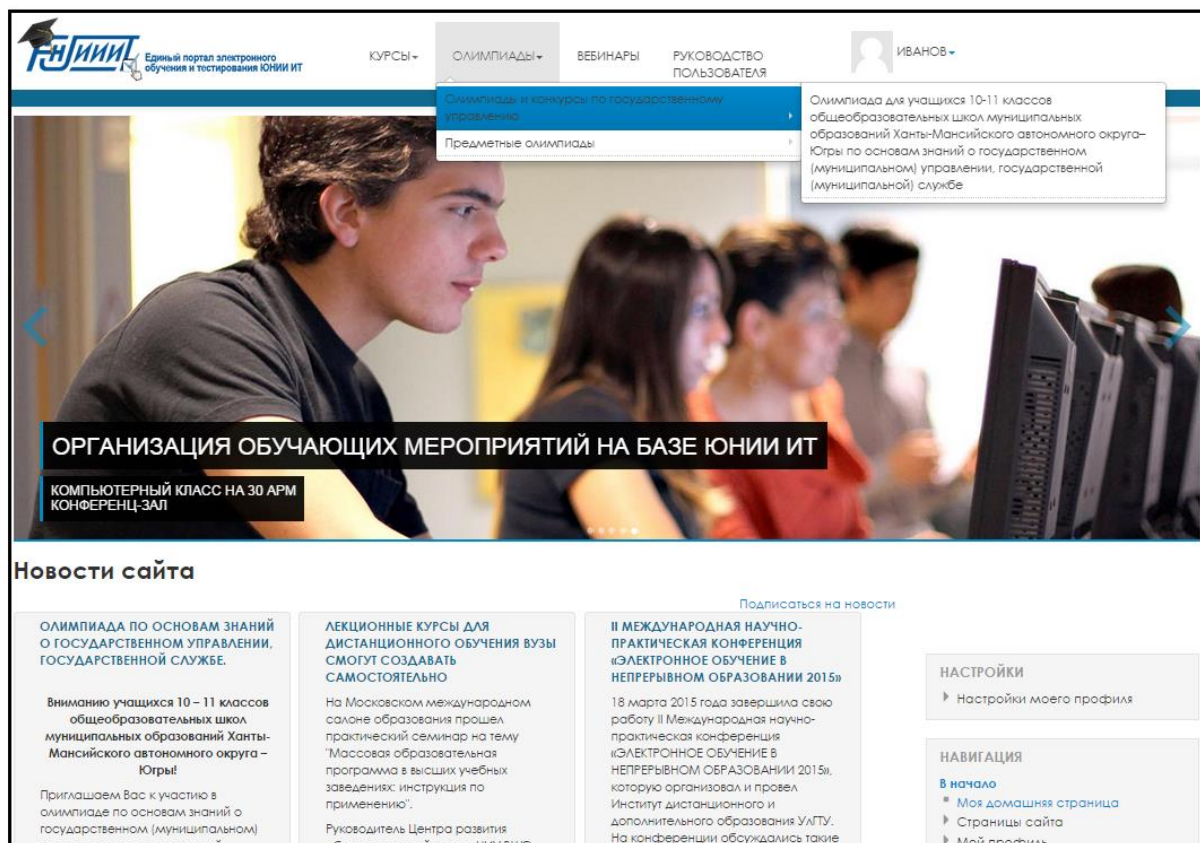 ЮНИИИТ
Единый портал электронного
обучения и тестирования ЮНИИ ИТ
КУРСЫ
ОЛИМПИАДЫ
ВЕБИНАРЫ
РУКОВОДСТВО
ПОЛЬЗОВАТЕЛЯ
ИВАНОВ
Олимпиады и конкурсы по государственному
управлению
Предметные олимпиады
Олимпиада для учащихся 10-11 классов
общеобразовательных школ муниципальных
образований Ханты-Мансийского автономного округа–
Югры по основам знаний о государственном
(муниципальном) управлении, государственной
(муниципальной) службе
ОРГАНИЗАЦИЯ ОБУЧАЮЩИХ МЕРОПРИЯТИЙ НА БАЗЕ ЮНИИ ИТ
КОМПЬЮТЕРНЫЙ КЛАСС НА 30 АРМ
КОНФЕРЕНЦ-ЗАЛ
Новости сайта
Подписаться на новости
ОЛИМПИАДА ПО ОСНОВАМ ЗНАНИЙ
О ГОСУДАРСТВЕННОМ УПРАВЛЕНИИ,
ГОСУДАРСТВЕННОЙ СЛУЖБЕ.
Вниманию учащихся 10 – 11 классов
общеобразовательных школ
муниципальных образований Ханты-
Мансийского автономного округа –
Югры!
Приглашаем Вас к участию в
олимпиаде по основам знаний о
государственном (муниципальном)
ЛЕКЦИОННЫЕ КУРСЫ ДЛЯ
ДИСТАНЦИОННОГО ОБУЧЕНИЯ ВУЗЫ
СМОГУТ СОЗДАВАТЬ
САМОСТОЯТЕЛЬНО
На Московском международном
салоне образования прошел
практический семинар на тему
"Массовая образовательная
программа в высших учебных
заведениях: инструкция по
применению".
Руководитель Центра развития
II МЕЖДУНАРОДНАЯ НАУЧНО-
ПРАКТИЧЕСКАЯ КОНФЕРЕНЦИЯ
«ЭЛЕКТРОННОЕ ОБУЧЕНИЕ В
НЕПРЕРЫВНОМ ОБРАЗОВАНИИ 2015»
18 марта 2015 года завершила свою
работу II Международная научно-
практическая конференция
«ЭЛЕКТРОННОЕ ОБУЧЕНИЕ В
НЕПРЕРЫВНОМ ОБРАЗОВАНИИ 2015»,
которую организовал и провел
Институт дистанционного и
дополнительного образования УлГТУ.
На конференции обсуждались такие
НАСТРОЙКИ
Настройки моего профиля
НАВИГАЦИЯ
В начало
Моя домашняя страница
Страницы сайта
Мой профиль